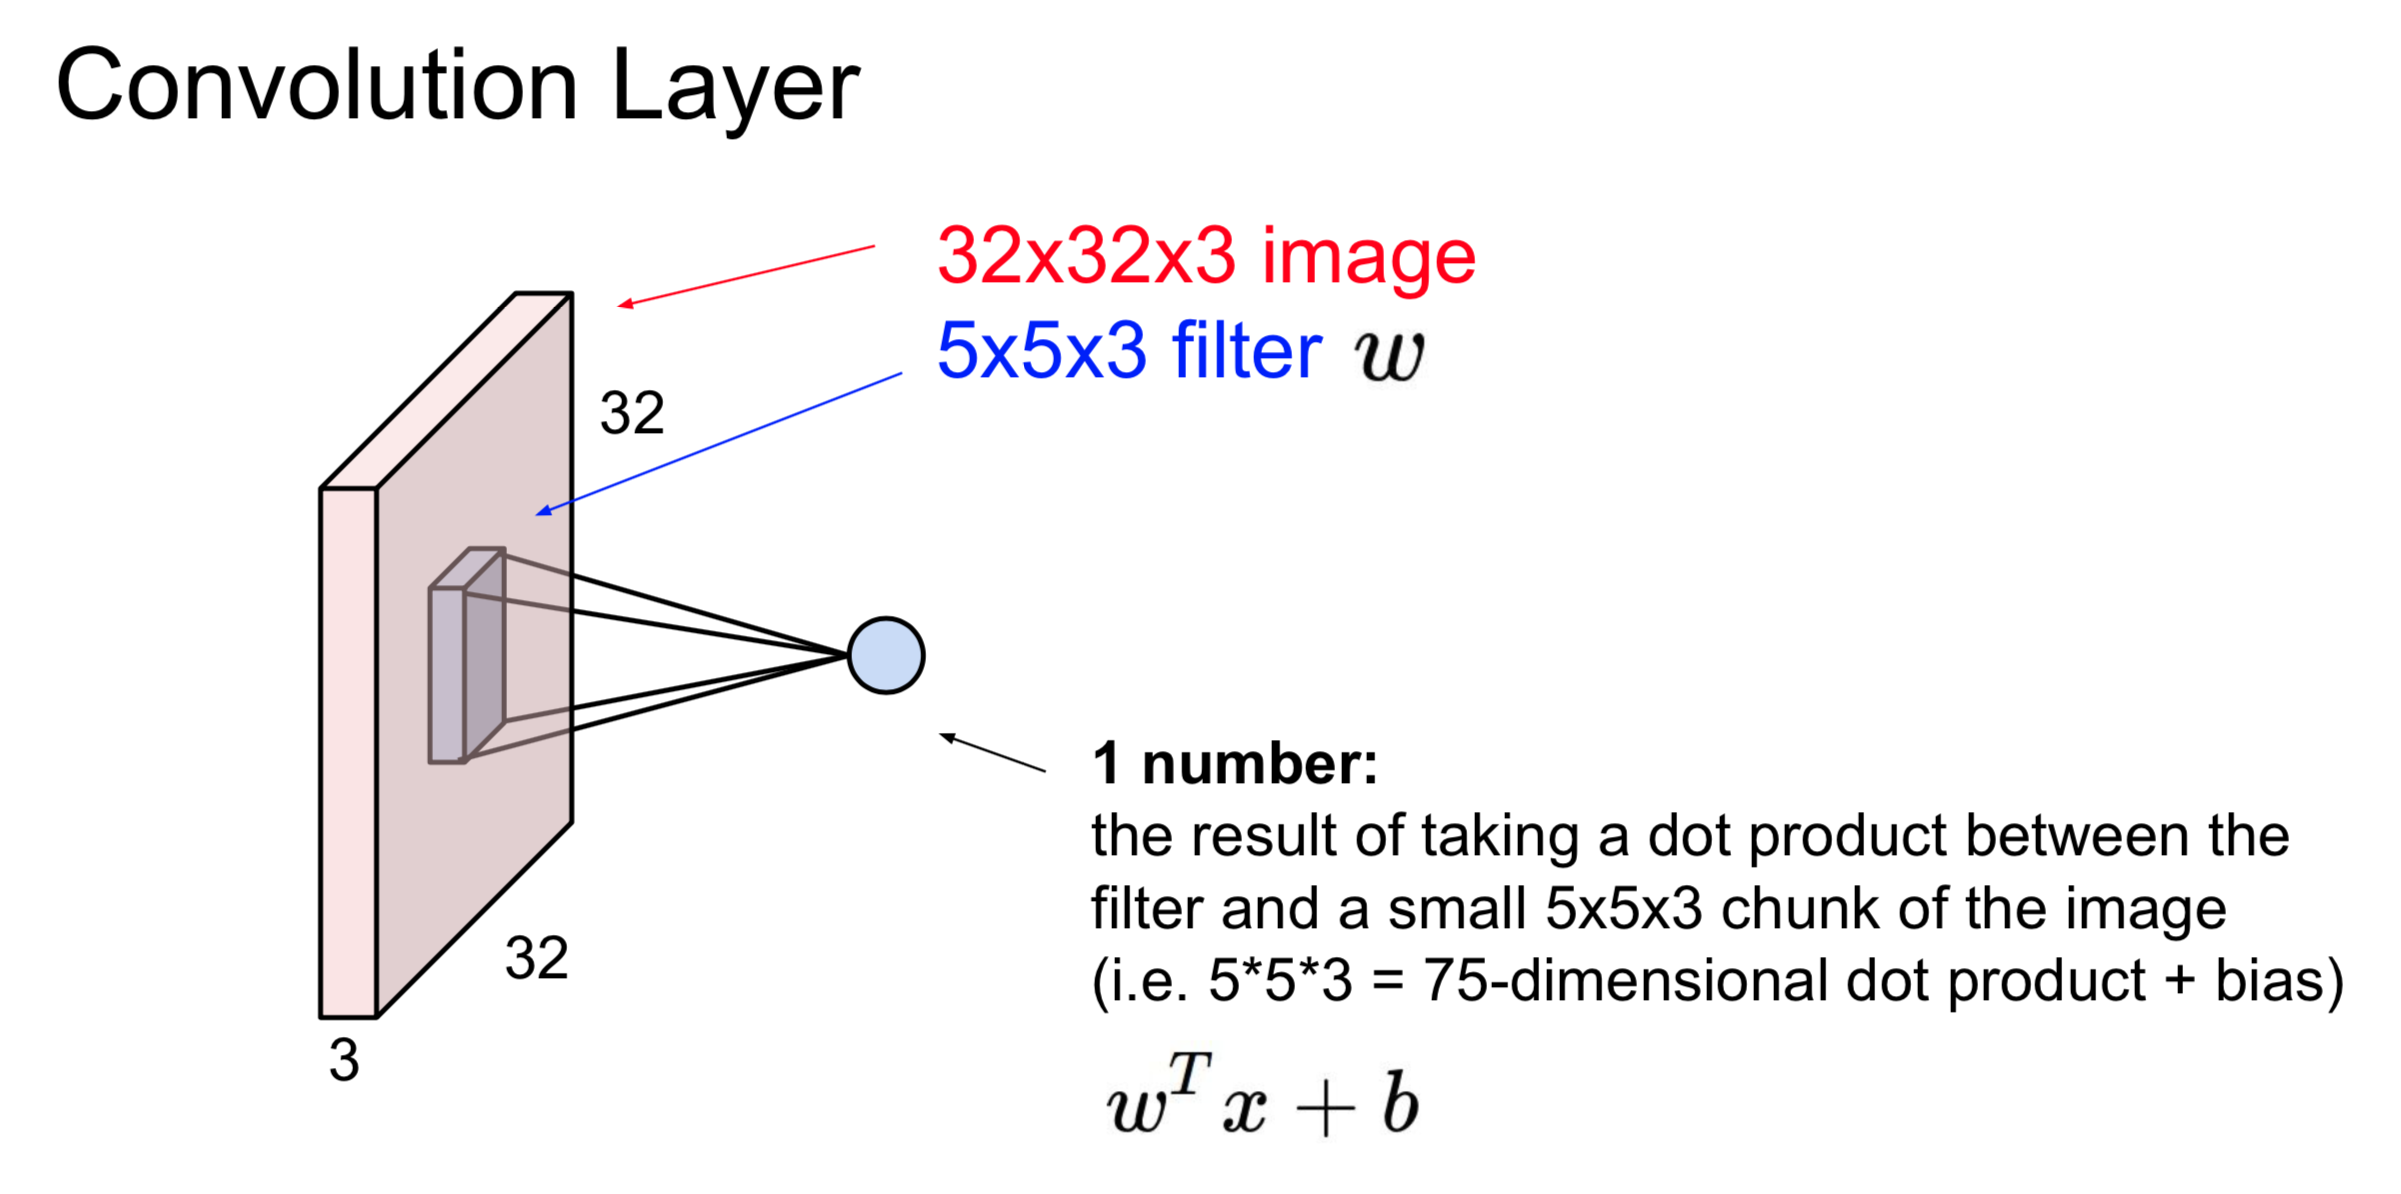 Convolution Layer
32x32x3 image
5x5x3 filter w
32
32
3
1 number:
the result of taking a dot product between the
filter and a small 5x5x3 chunk of the image
(i.e. 5*5*3 = 75-dimensional dot product + bias)
w^T x + b